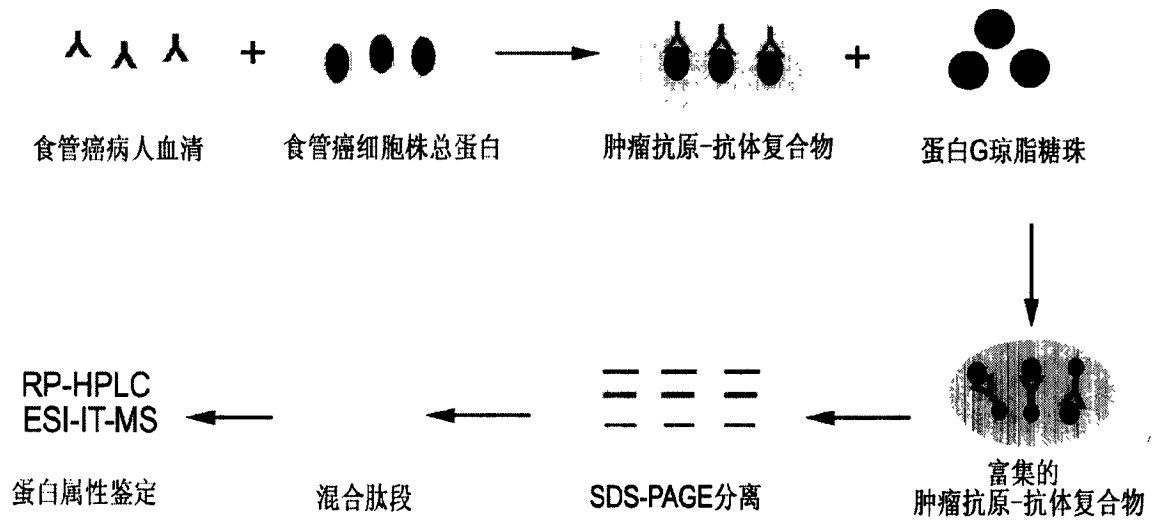 +
+
食管癌病人血清
食管癌细胞株总蛋白
肿瘤抗原-抗体复合物
蛋白G琼脂糖珠
RP-HPLC
ESI-IT-MS
蛋白属性鉴定
混合肽段
SDS-PAGE分离
富集的
肿瘤抗原-抗体复合物